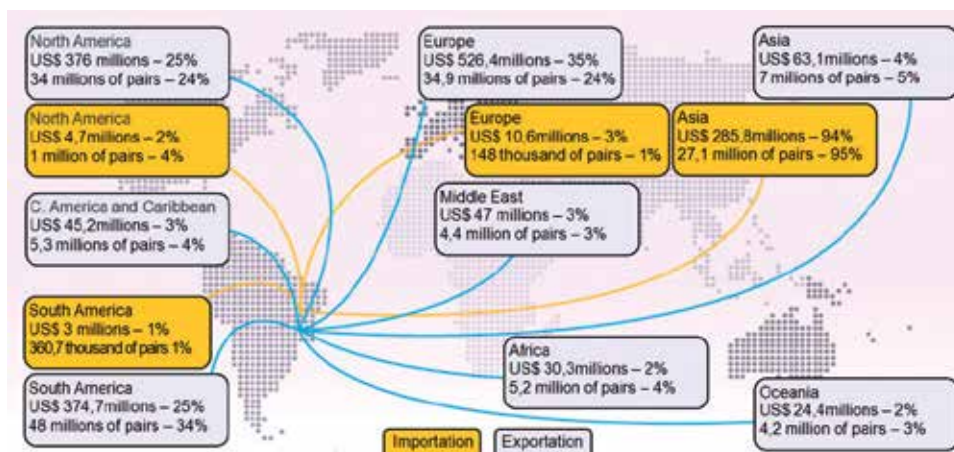 North America
US$ 376 millions – 25%
34 millions of pairs – 24%
Europe
US$ 526,4millions – 35%
34,9 millions of pairs – 24%
Asia
US$ 63,1millions – 4%
7 millions of pairs – 5%
North America
US$ 4,7millions – 2%
1 million of pairs – 4%
Europe
US$ 10,6millions – 3%
148 thousand of pairs – 1%
Asia
US$ 285,8millions – 94%
27,1 million of pairs – 95%
C. America and Caribbean
US$ 45,2millions – 3%
5,3 millions of pairs – 4%
Middle East
US$ 47 millions – 3%
4,4 million of pairs – 3%
South America
US$ 3 millions – 1%
360,7 thousand of pairs 1%
South America
US$ 374,7millions – 25%
48 millions of pairs – 34%
Africa
US$ 30,3millions – 2%
5,2 million of pairs – 4%
Oceania
US$ 24,4millions – 2%
4,2 million of pairs – 3%
Importation
Exportation